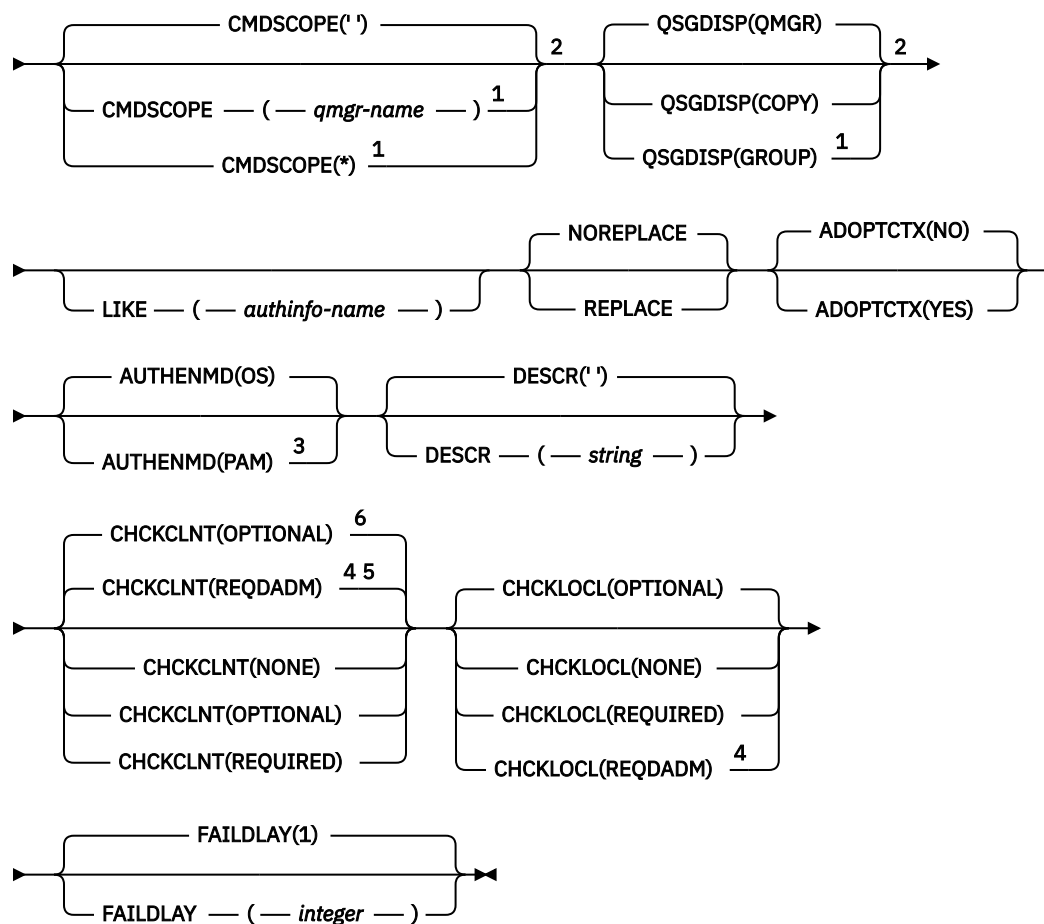 CMDSCOPE(' ')
2
CMDSCOPE ( qmgr-name ) 1
CMDSCOPE(*) 1
QSGDISP(QMGR)
2
QSGDISP(COPY)
QSGDISP(GROUP) 1
LIKE ( authinfo-name )
NOREPLACE
REPLACE
ADOPTCTX(NO)
ADOPTCTX(YES)
AUTHENMD(OS)
AUTHENMD(PAM) 3
DESCR(' ')
DESCR ( string )
CHCKCLNT(OPTIONAL) 6
CHCKCLNT(REQDADM) 4 5
CHCKCLNT(NONE)
CHCKCLNT(OPTIONAL)
CHCKCLNT(REQUIRED)
CHCKLOCL(OPTIONAL)
CHCKLOCL(NONE)
CHCKLOCL(REQUIRED)
CHCKLOCL(REQDADM) 4
FAILDLAY(1)
FAILDLAY ( integer )